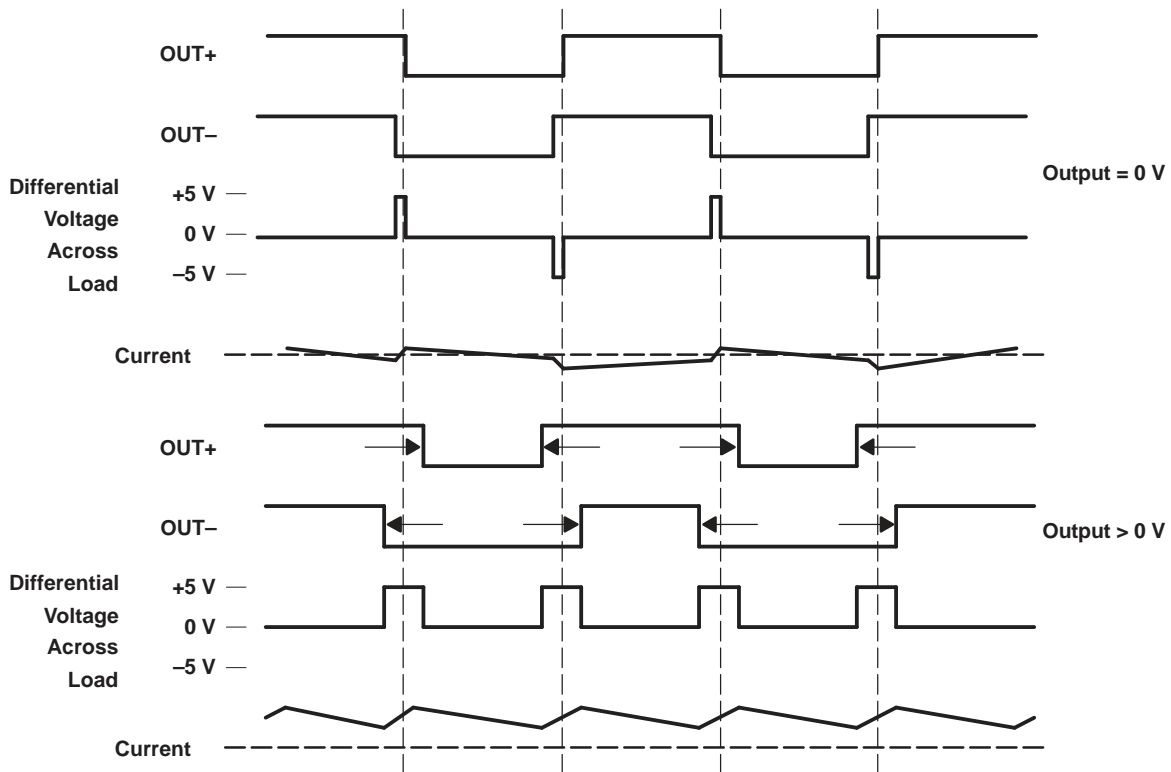 OUT+
OUT–
Output = 0 V
Differential
Voltage
Across
Load
+5 V
0 V
–5 V
Current
OUT+
OUT–
Output > 0 V
Differential
Voltage
Across
Load
+5 V
0 V
–5 V
Current